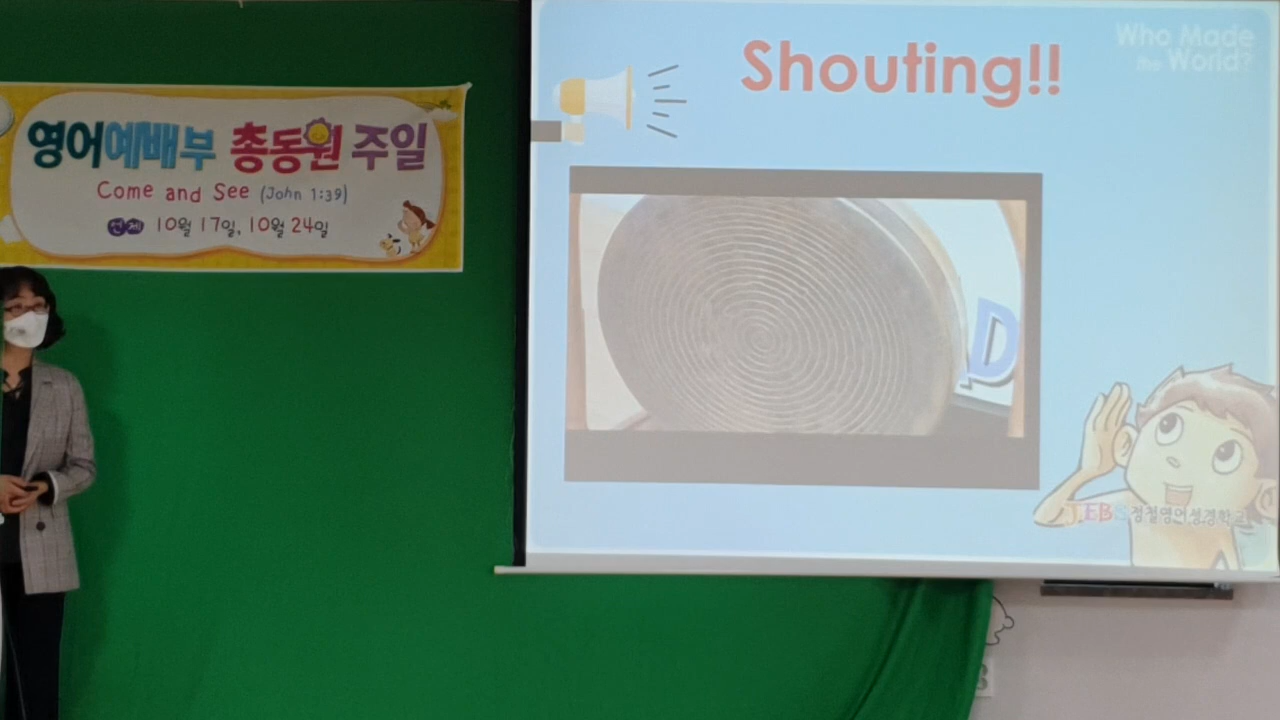 영어예배부 총동원 주일
Come and See (John 1:39)
언제 10월 17일, 10월 24일
Shouting!!
Who Made
the World?
D
JEBS 정철영어성경학교